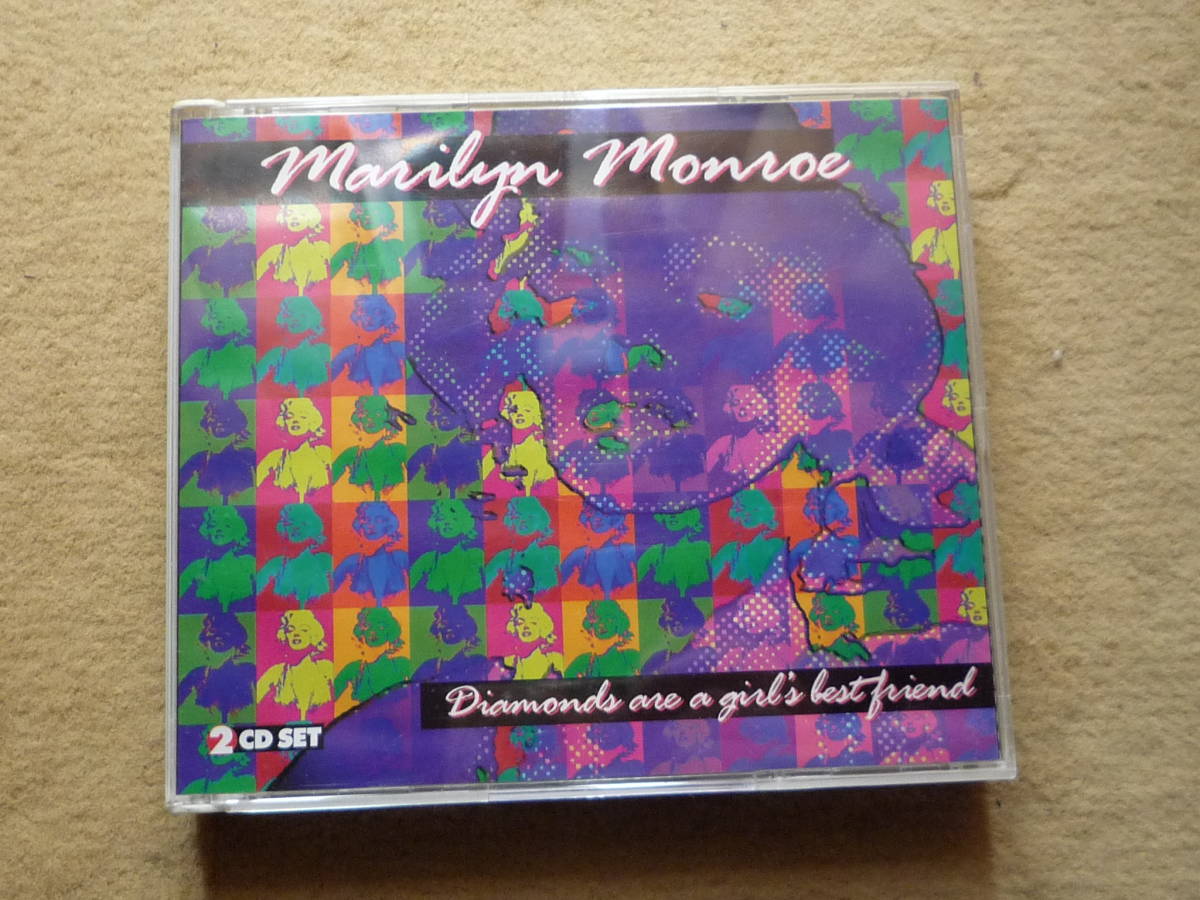 Marilyn Monroe
Diamonds are a girl's best friend
2 CD SET